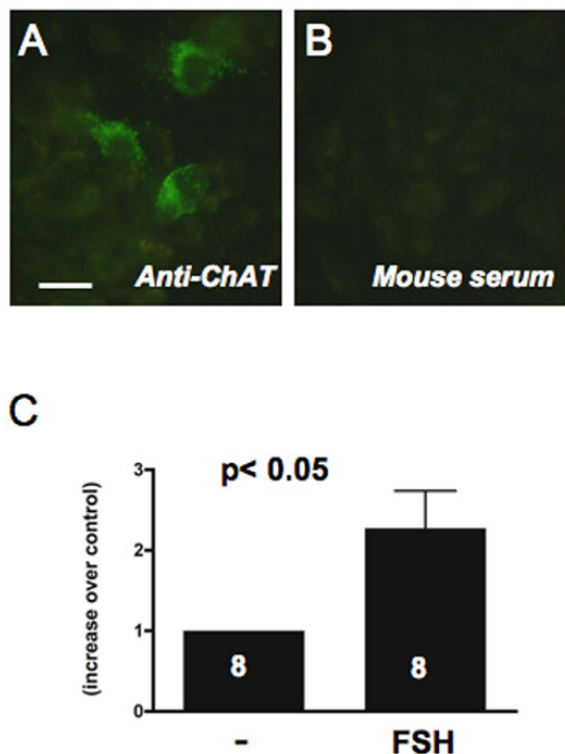 A
B
Anti-ChAT
Mouse serum
C
p< 0.05
(increase over control)
3
2
1
0
8
8
-
FSH